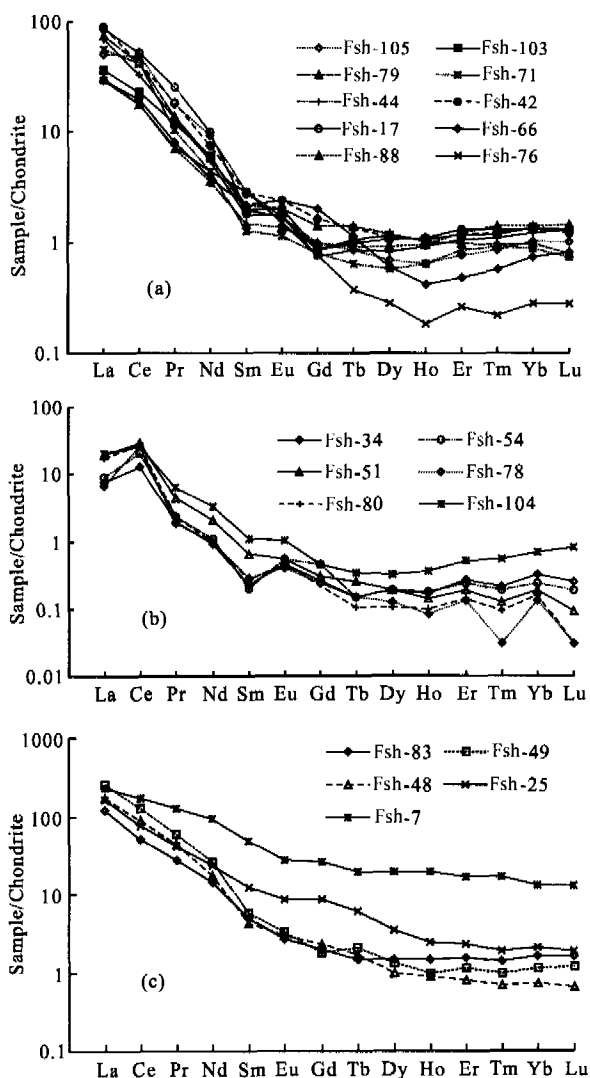 100
10
1
0.1
Sample/Chondrite
Fsh-105 Fsh-103
Fsh-79 Fsh-71
Fsh-44 Fsh-42
Fsh-17 Fsh-66
Fsh-88 Fsh-76
(a)
La Ce Pr Nd Sm Eu Gd Tb Dy Ho Er Tm Yb Lu
100
10
1
0.1
0.01
Sample/Chondrite
Fsh-34 Fsh-54
Fsh-51 Fsh-78
Fsh-80 Fsh-104
(b)
La Ce Pr Nd Sm Eu Gd Tb Dy Ho Er Tm Yb Lu
1000
100
10
1
0.1
Sample/Chondrite
Fsh-83 Fsh-49
Fsh-48 Fsh-25
Fsh-7
(c)
La Ce Pr Nd Sm Eu Gd Tb Dy Ho Er Tm Yb Lu